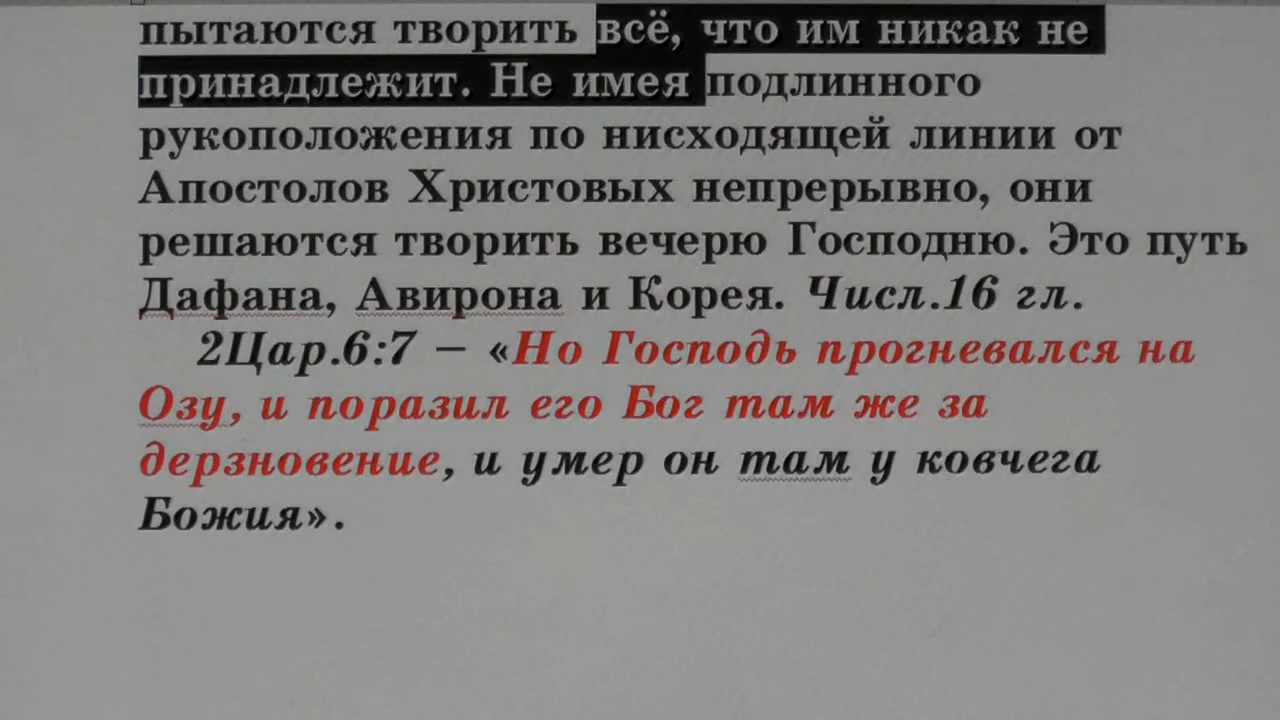 пытаются творить всё, что им никак не
принадлежит. Не имея подлинного
рукоположения по нисходящей линии от
Апостолов Христовых непрерывно, они
решаются творить вечерю Господню. Это путь
Дафана, Авирона и Корея. Числ.16 гл.
2Цар.6:7 – «Но Господь прогневался на
Озу, и поразил его Бог там же за
дерзновение, и умер он там у ковчега
Божия».